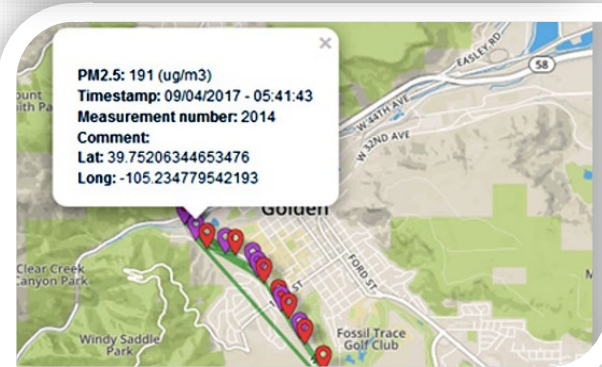 ×
PM2.5: 191 (ug/m3)
Timestamp: 09/04/2017 - 05:41:43
Measurement number: 2014
Comment:
Lat: 39.75206344653476
Long: -105.234779542193
EASLEY RD
58
W 44TH AVE
W 32ND AVE
Golden
Clear Creek
Canyon Park
FORD ST
ST
Windy Saddle
Park
Fossil Trace
Golf Club